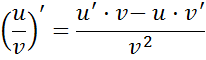 (u/v)′ = (u′ · v − u · v′)/v²